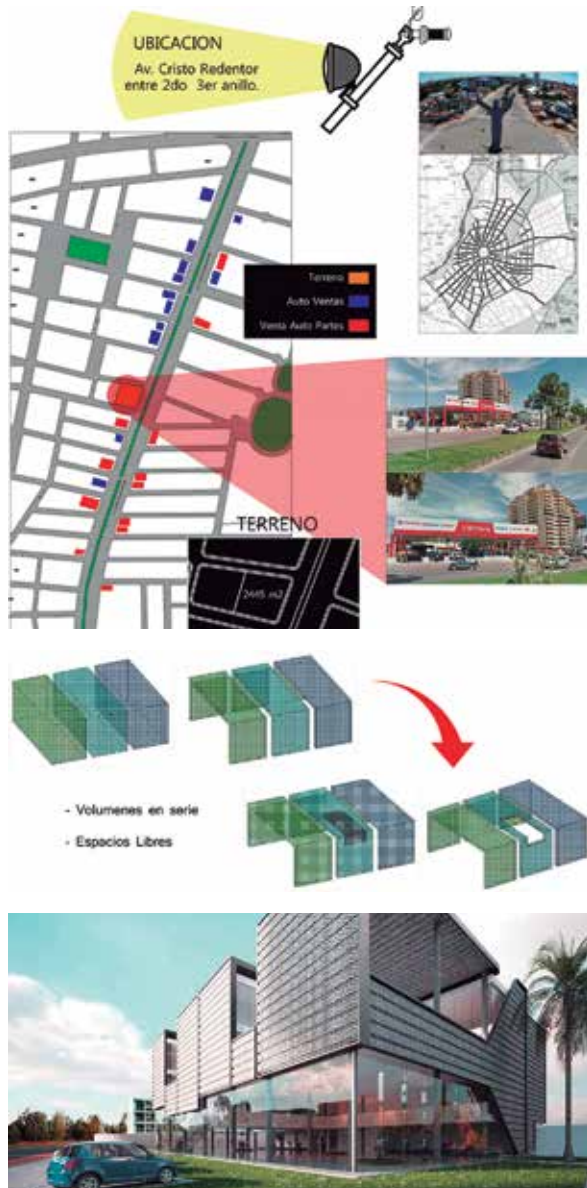 UBICACION
Av. Cristo Redentor
entre 2do 3er anillo.
Terreno
Auto Ventas
Venta Auto Partes
TERRENO
2445 m2
- Volumenes en serie
- Espacios Libres